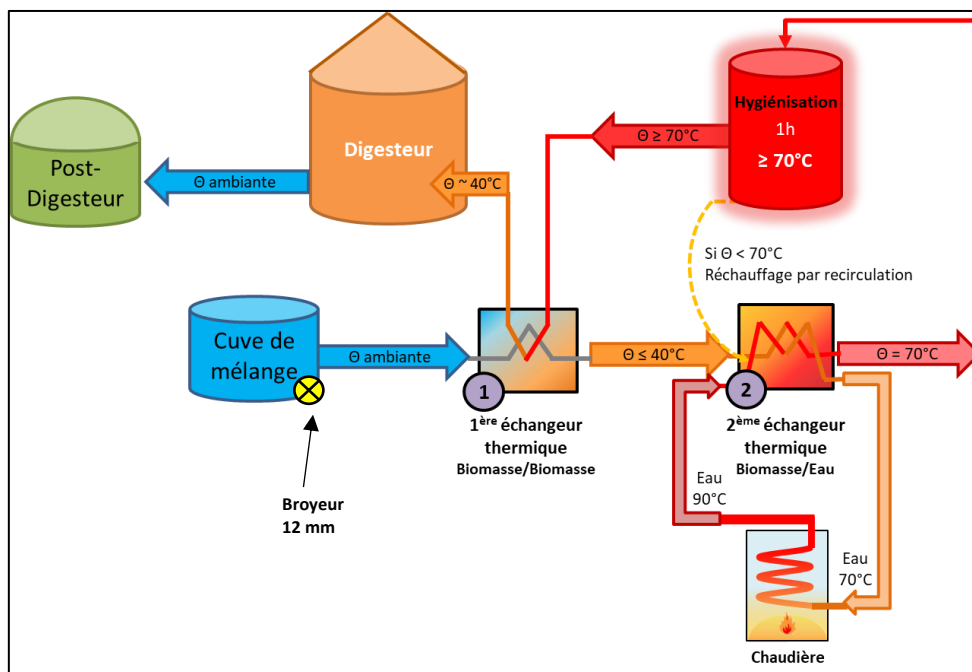 Hygiénisation
1h
≥ 70°C
Θ ≥ 70°C
Digesteur
Θ ~ 40°C
Θ ambiante
Post-
Digesteur
Si Θ < 70°C
Réchauffage par recirculation
Cuve de
mélange
Θ ambiante
1
1ère échangeur
thermique
Biomasse/Biomasse
Θ ≤ 40°C
2
2ème échangeur
thermique
Biomasse/Eau
Θ = 70°C
Broyeur
12 mm
Eau
90°C
Eau
70°C
Chaudière